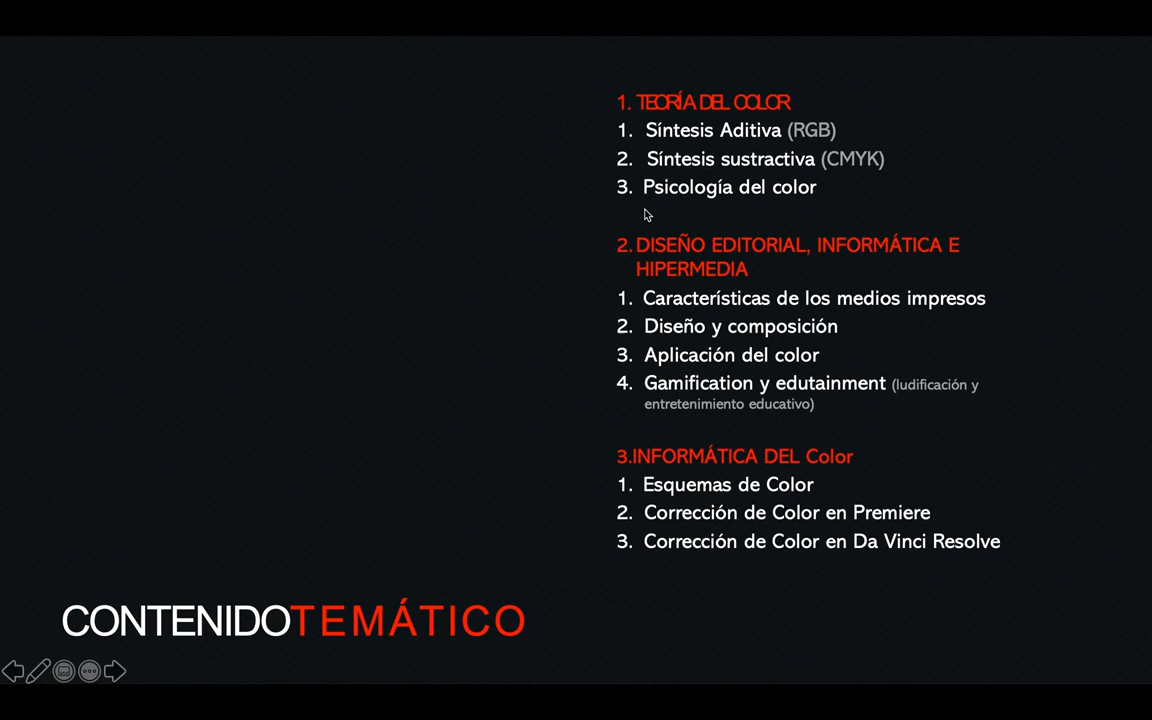 1. TEORÍA DEL COLOR
1. Síntesis Aditiva (RGB)
2. Síntesis sustractiva (CMYK)
3. Psicología del color
2. DISEÑO EDITORIAL, INFORMÁTICA E
HIPERMEDIA
1. Características de los medios impresos
2. Diseño y composición
3. Aplicación del color
4. Gamification y edutainment (ludificación y
entretenimiento educativo)
3.INFORMÁTICA DEL Color
1. Esquemas de Color
2. Corrección de Color en Premiere
3. Corrección de Color en Da Vinci Resolve
CONTENIDOTEMÁTICO